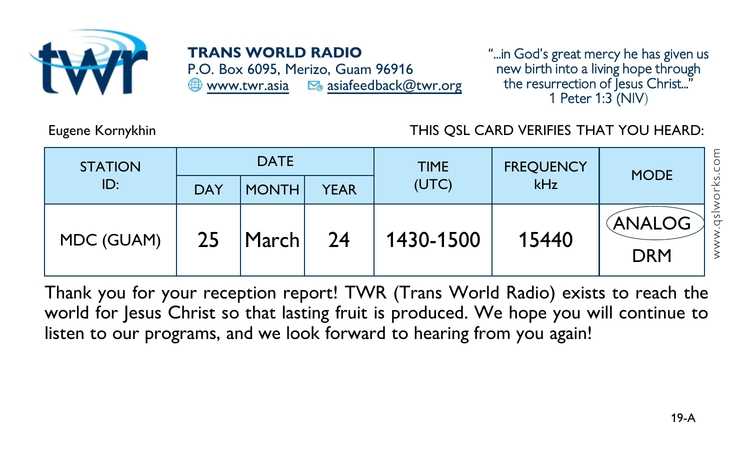 twr
TRANS WORLD RADIO
P.O. Box 6095, Merizo, Guam 96916
www.twr.asia asiafeedback@twr.org
“...in God’s great mercy he has given us
new birth into a living hope through
the resurrection of Jesus Christ...”
1 Peter 1:3 (NIV)
Eugene Kornykhin
THIS QSL CARD VERIFIES THAT YOU HEARD:
STATION
ID:
DATE
DAY MONTH YEAR
TIME
(UTC)
FREQUENCY
kHz
MODE
MDC (GUAM) 25 March 24 1430-1500 15440
ANALOG
DRM
www.qslworks.com
Thank you for your reception report! TWR (Trans World Radio) exists to reach the
world for Jesus Christ so that lasting fruit is produced. We hope you will continue to
listen to our programs, and we look forward to hearing from you again!
19-A